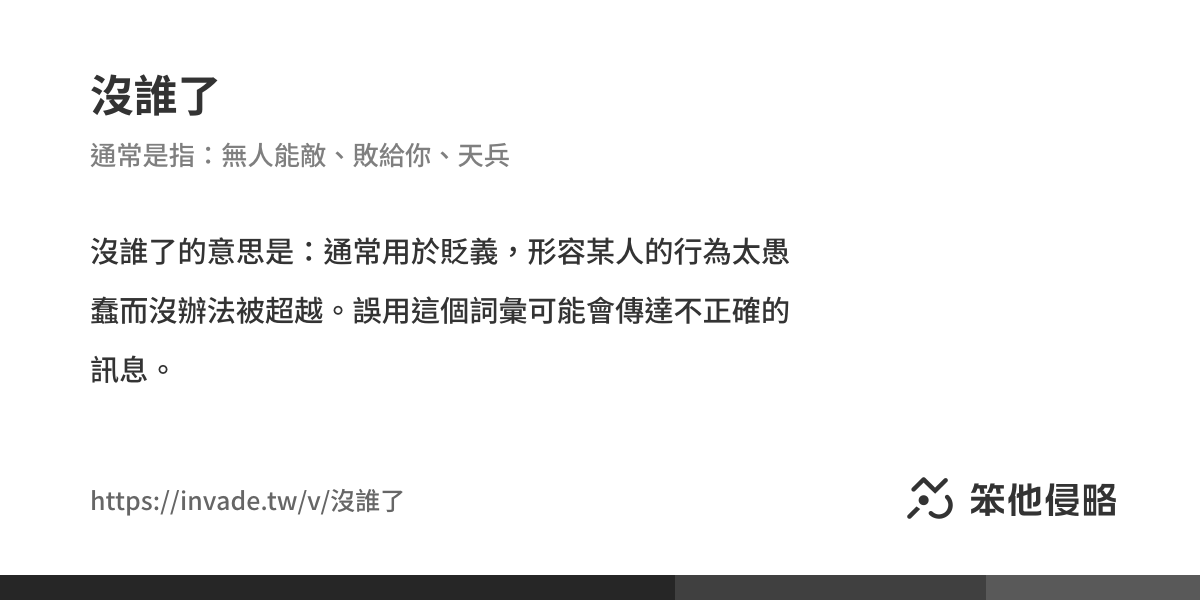 沒誰了
通常是指：無人能敵、敗給你、天兵
沒誰了的意思是：通常用於貶義，形容某人的行為太愚
蠢而沒辦法被超越。誤用這個詞彙可能會傳達不正確的
訊息。
https://invade.tw/v/沒誰了
笨他侵略